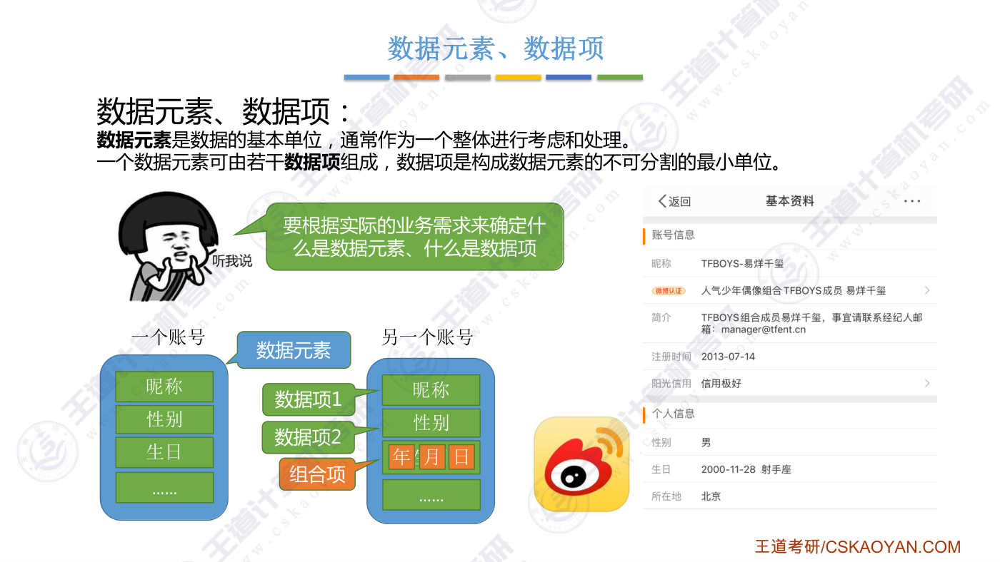 数据元素、数据项
数据元素、数据项：
数据元素是数据的基本单位，通常作为一个整体进行考虑和处理。
一个数据元素可由若干数据项组成，数据项是构成数据元素的不可分割的最小单位。
听我说
要根据实际的业务需求来确定什
么是数据元素、什么是数据项
一个账号
数据元素
昵称
性别
生日
……
另一个账号
数据项1
数据项2
组合项
昵称
性别
年 月 日
……
返回 基本资料 ···
账号信息
昵称 TFBOYS-易烊千玺
微博认证 人气少年偶像组合TFBOYS成员 易烊千玺
简介 TFBOYS组合成员易烊千玺，事宜请联系经纪人邮
箱：manager@tfent.cn
注册时间 2013-07-14
阳光信用 信用极好
个人信息
性别 男
生日 2000-11-28 射手座
所在地 北京
王道考研/CSKAOYAN.COM
王道计算机考研
www.cskaoyan.com